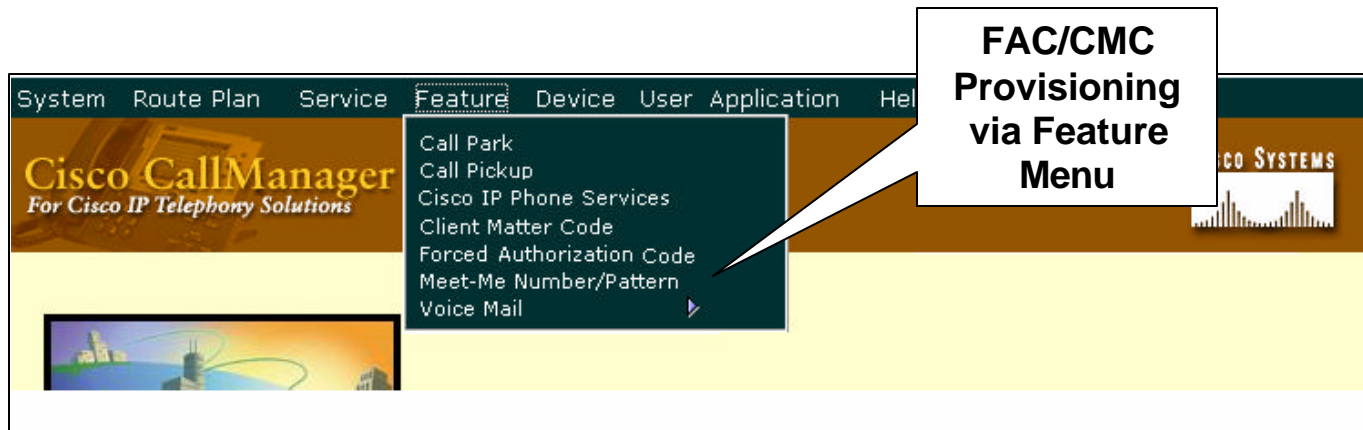 FAC/CMC
Provisioning
via Feature
Menu
System Route Plan Service Feature Device User Application Hel
Cisco CallManager
For Cisco IP Telephony Solutions
Call Park
Call Pickup
Cisco IP Phone Services
Client Matter Code
Forced Authorization Code
Meet-Me Number/Pattern
Voice Mail
sco SYSTEMS